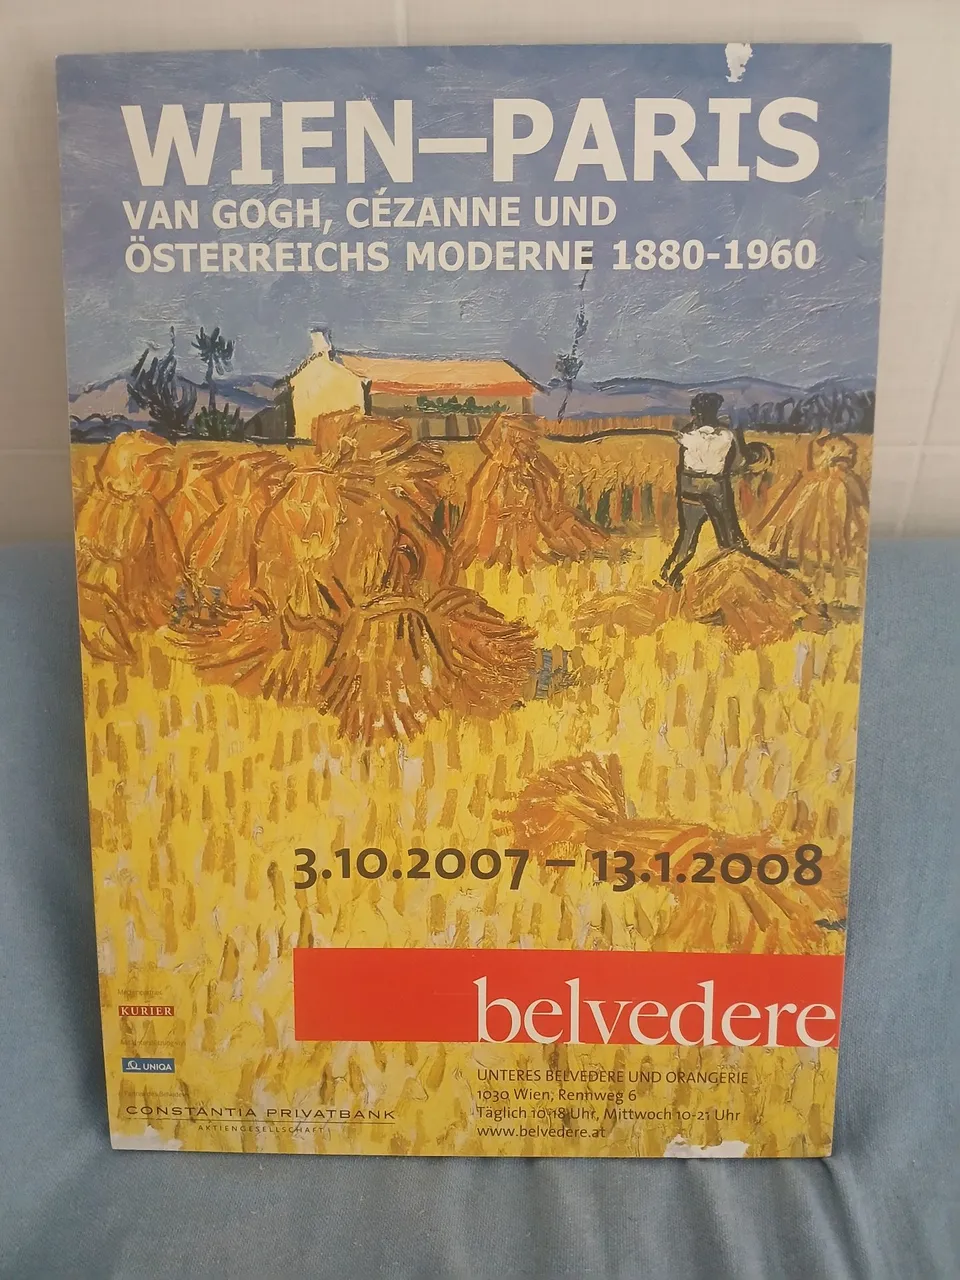 WIEN–PARIS
VAN GOGH, CÉZANNE UND
ÖSTERREICHS MODERNE 1880-1960
3.10.2007 – 13.1.2008
belvedere
KURIER
UNIQA
CONSTANTIA PRIVATBANK
AKTIENGESELLSCHAFT
UNTERES BELVEDERE UND ORANGERIE
1030 Wien, Rennweg 6
Täglich 10-18 Uhr, Mittwoch 10-21 Uhr
www.belvedere.at